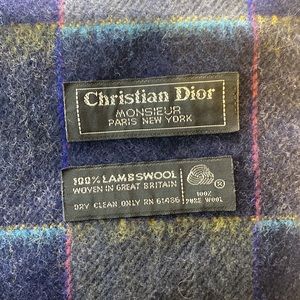 Christian Dior
MONSIEUR
PARIS NEW YORK
100% LAMBSWOOL
WOVEN IN GREAT BRITAIN
DRY CLEAN ONLY RN 61486
®
100%
PURE WOOL